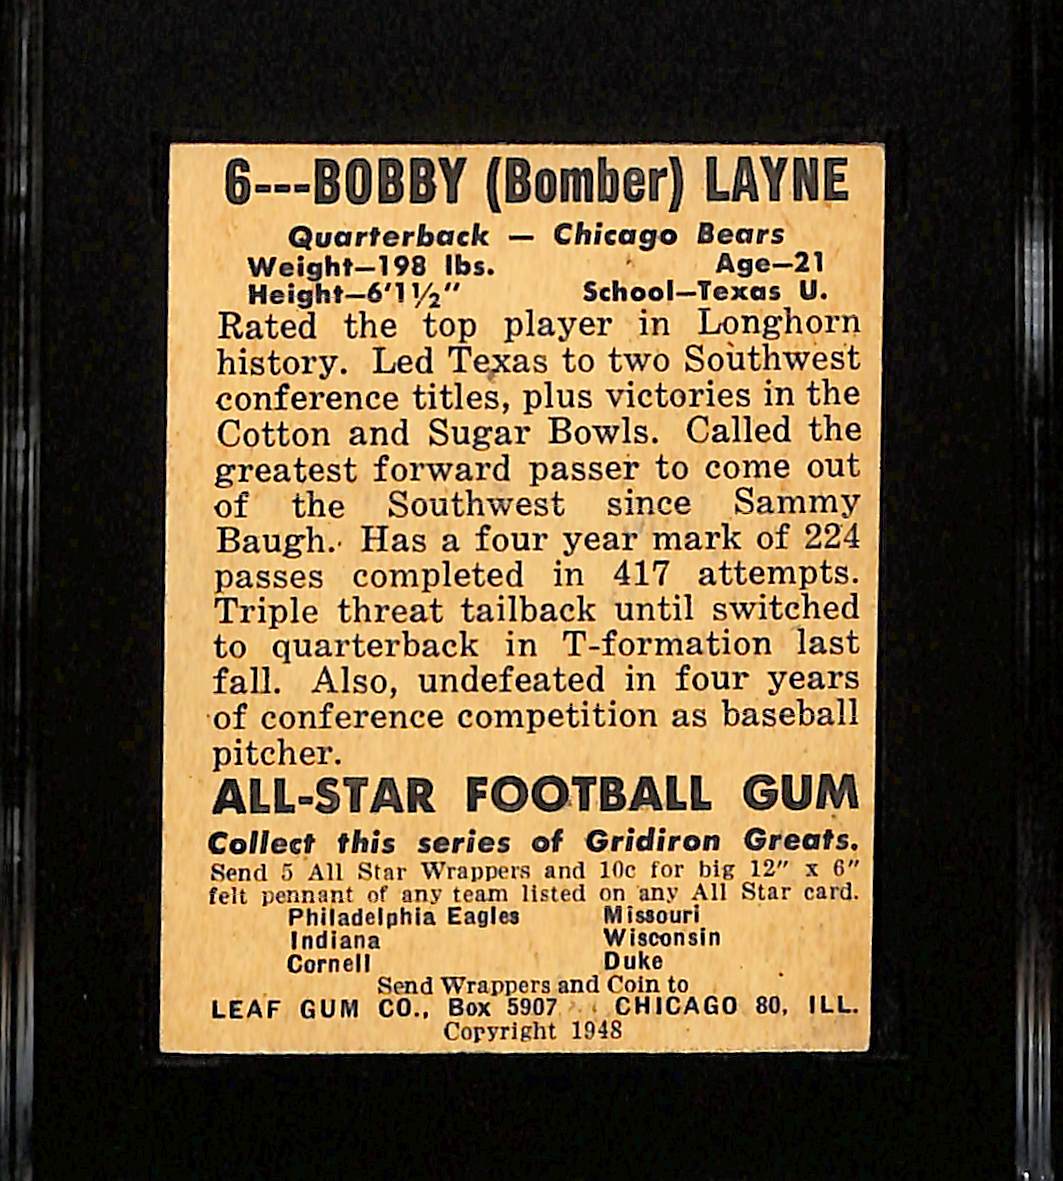 6---BOBBY (Bomber) LAYNE
Quarterback — Chicago Bears
Weight—198 lbs. Age—21
Height—6'1½" School—Texas U.
Rated the top player in Longhorn
history. Led Texas to two Southwest
conference titles, plus victories in the
Cotton and Sugar Bowls. Called the
greatest forward passer to come out
of the Southwest since Sammy
Baugh. Has a four year mark of 224
passes completed in 417 attempts.
Triple threat tailback until switched
to quarterback in T-formation last
fall. Also, undefeated in four years
of conference competition as baseball
pitcher.
ALL-STAR FOOTBALL GUM
Collect this series of Gridiron Greats.
Send 5 All Star Wrappers and 10c for big 12" x 6"
felt pennant of any team listed on any All Star card.
Philadelphia Eagles Missouri
Indiana Wisconsin
Cornell Duke
Send Wrappers and Coin to
LEAF GUM CO., Box 5907 CHICAGO 80, ILL.
Copyright 1948